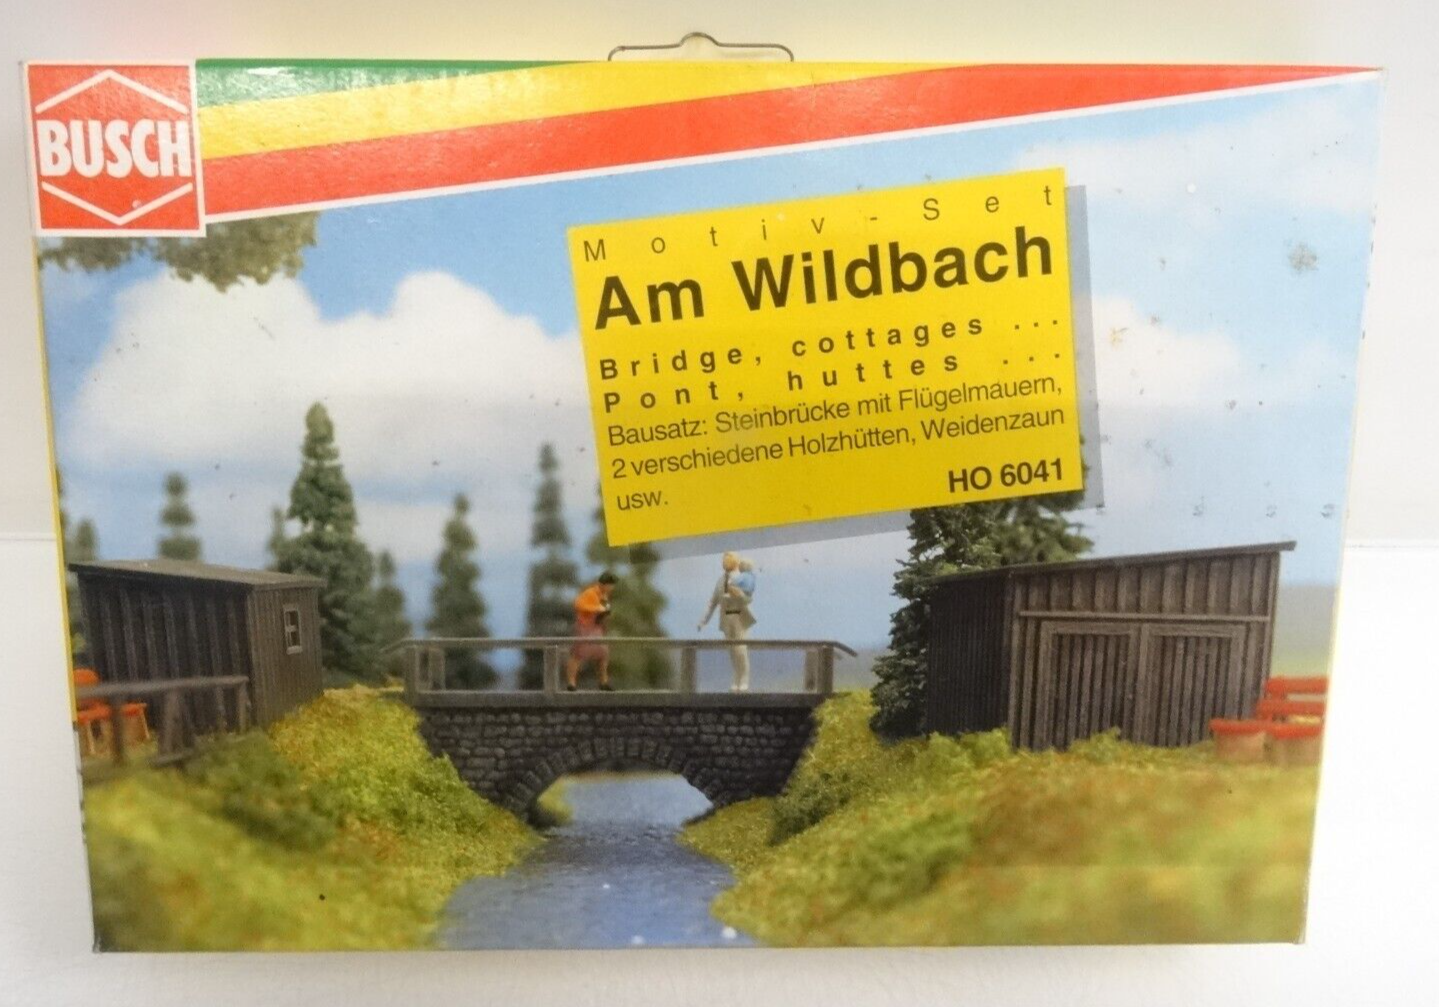 BUSCH
Motiv-Set
Am Wildbach
Bridge, cottages ...
Pont, huttes ...
Bausatz: Steinbrücke mit Flügelmauern,
2 verschiedene Holzhütten, Weidenzaun
usw.
HO 6041